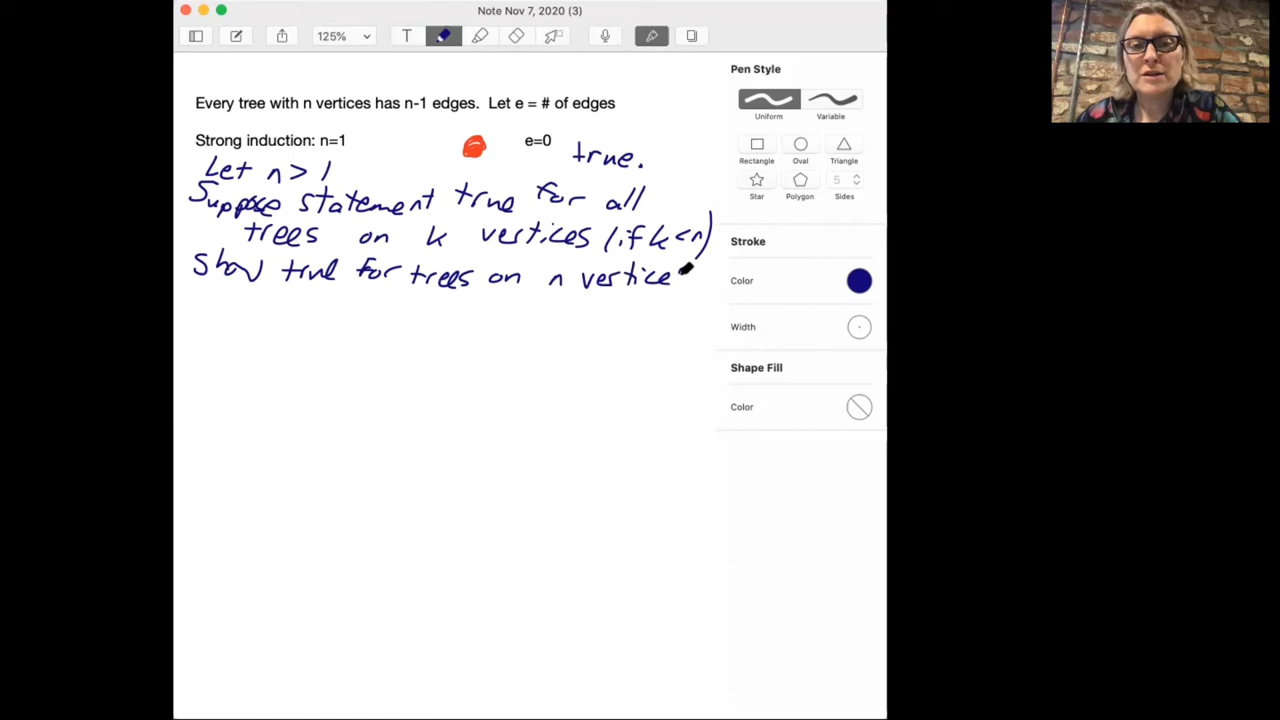 Note Nov 7, 2020 (3)
125%
T
Every tree with n vertices has n-1 edges. Let e = # of edges
Strong induction: n=1 e=0 true.
Let n > 1
Suppose statement true for all
trees on k vertices (if k < n)
Show true for trees on n vertice
Pen Style
Uniform Variable
Rectangle Oval Triangle
5
Star Polygon Sides
Stroke
Color
Width
Shape Fill
Color